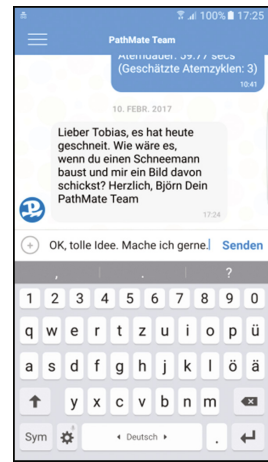 100% 17:25
PathMate Team
Atemdauer: 59.77 secs
(Geschätzte Atemzyklen: 3)
10:41
10. FEBR. 2017
Lieber Tobias, es hat heute
geschneit. Wie wäre es,
wenn du einen Schneemann
baust und mir ein Bild davon
schickst? Herzlich, Björn Dein
PathMate Team
17:24
OK, tolle Idee. Mache ich gerne. Senden
, . ?
1 2 3 4 5 6 7 8 9 0
q w e r t z u i o p ü
a s d f g h j k l ö ä
y x c v b n m
Sym Deutsch .